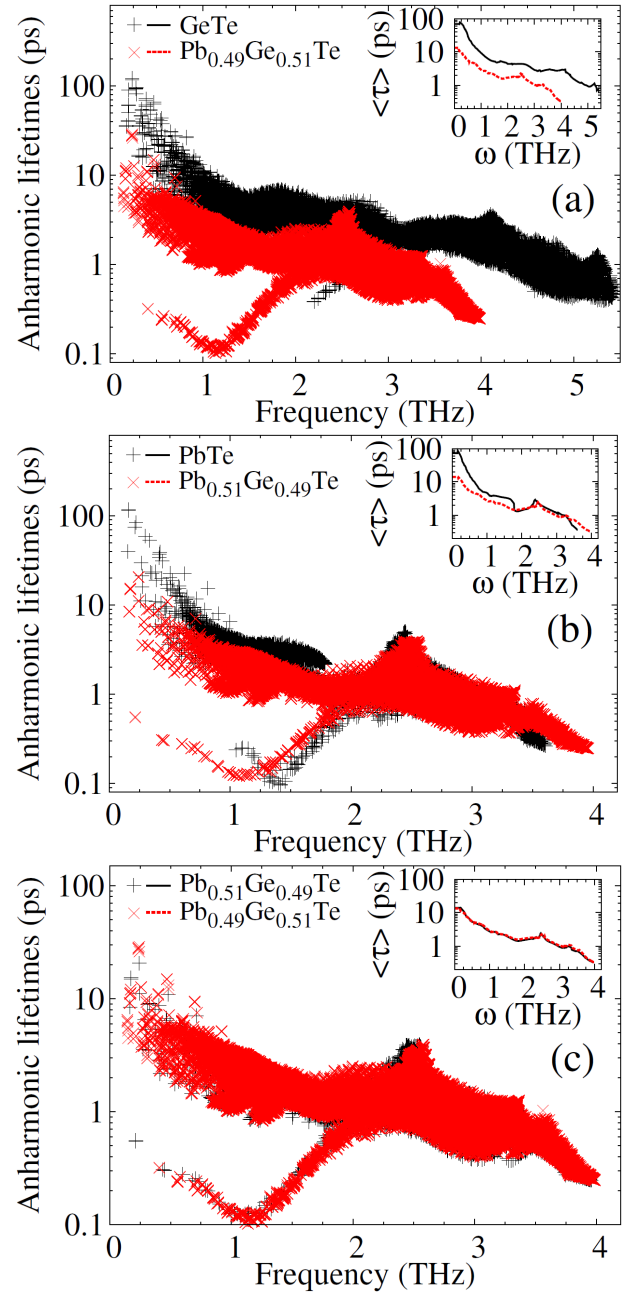 GeTe
Pb0.49Ge0.51Te
Anharmonic lifetimes (ps)
100
10
1
0.1
0 1 2 3 4 5
Frequency (THz)
(a)
<τ> (ps)
100
10
1
0 1 2 3 4 5
ω (THz)
PbTe
Pb0.51Ge0.49Te
Anharmonic lifetimes (ps)
100
10
1
0.1
0 1 2 3 4
Frequency (THz)
(b)
<τ> (ps)
100
10
1
0 1 2 3 4
ω (THz)
Pb0.51Ge0.49Te
Pb0.49Ge0.51Te
Anharmonic lifetimes (ps)
100
10
1
0.1
0 1 2 3 4
Frequency (THz)
(c)
<τ> (ps)
100
10
1
0 1 2 3 4
ω (THz)